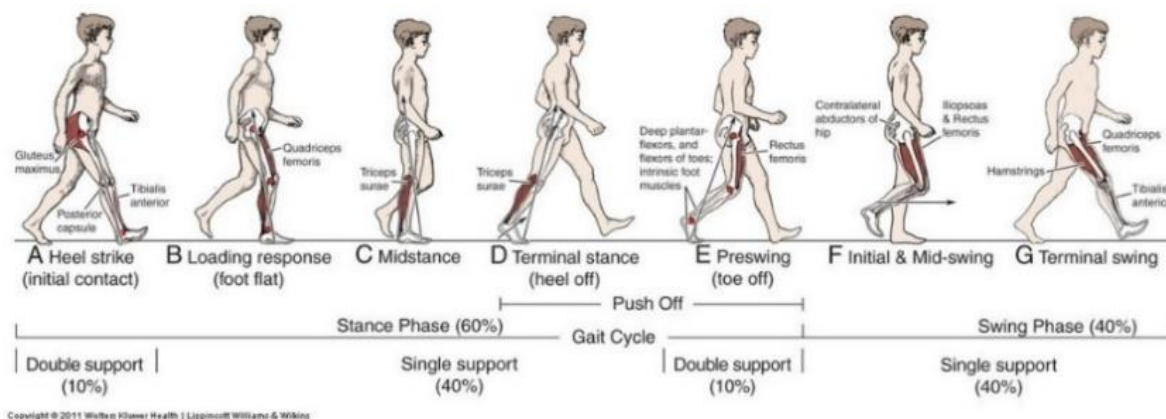 Gluteus
maximus
Posterior
capsule
Tibialis
anterior
Quadriceps
femoris
Triceps
surae
Triceps
surae
Deep plantar-
flexors, and
flexors of toes;
intrinsic foot
muscles
Rectus
femoris
Contralateral
abductors of
hip
Iliopsoas
& Rectus
femoris
Quadriceps
femoris
Hamstrings
Tibialis
anterior
A Heel strike
(initial contact)
B Loading response
(foot flat)
C Midstance
D Terminal stance
(heel off)
E Preswing
(toe off)
F Initial & Mid-swing
G Terminal swing
Push Off
Stance Phase (60%)
Swing Phase (40%)
Gait Cycle
Double support
(10%)
Single support
(40%)
Double support
(10%)
Single support
(40%)
Copyright © 2011 Wolters Kluwer Health | Lippincott Williams & Wilkins